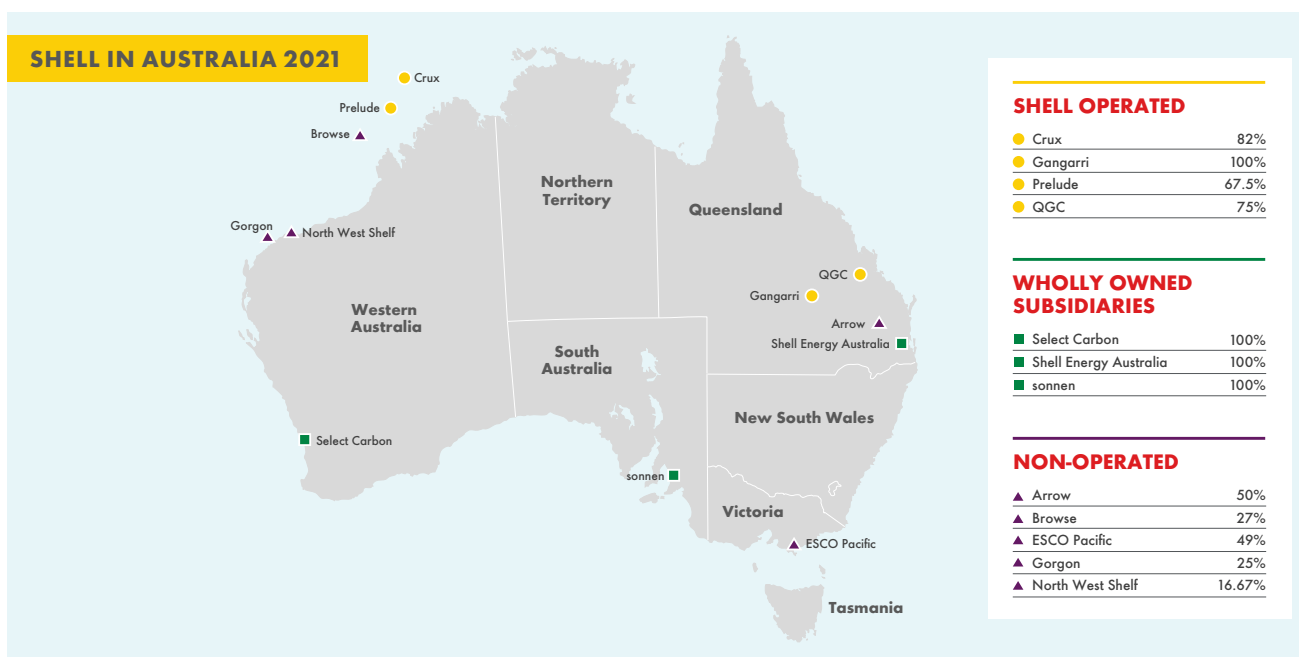 SHELL IN AUSTRALIA 2021
Crux
Prelude
Browse
Gorgon
North West Shelf
Northern
Territory
Queensland
QGC
Gangarri
Arrow
Shell Energy Australia
Western
Australia
South
Australia
New South Wales
Select Carbon
sonnen
Victoria
ESCO Pacific
Tasmania
SHELL OPERATED
Crux 82%
Gangarri 100%
Prelude 67.5%
QGC 75%
WHOLLY OWNED
SUBSIDIARIES
Select Carbon 100%
Shell Energy Australia 100%
sonnen 100%
NON-OPERATED
Arrow 50%
Browse 27%
ESCO Pacific 49%
Gorgon 25%
North West Shelf 16.67%